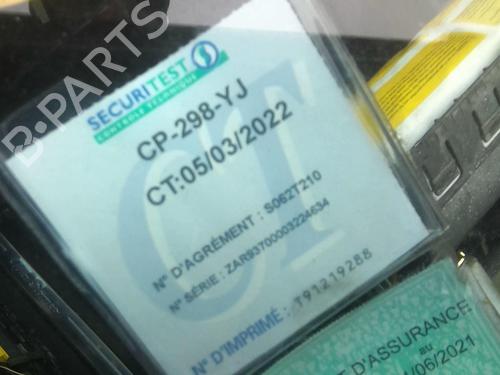 B-PARTS
SECURITEST
CONTRÔLE TECHNIQUE
CP-298-YJ
CT:05/03/2022
N° D'AGRÉMENT : S062T210
N° SÉRIE : ZAR93700003224634
N° D'IMPRIMÉ : T91219288
D'ASSURANCE
au
/06/2021